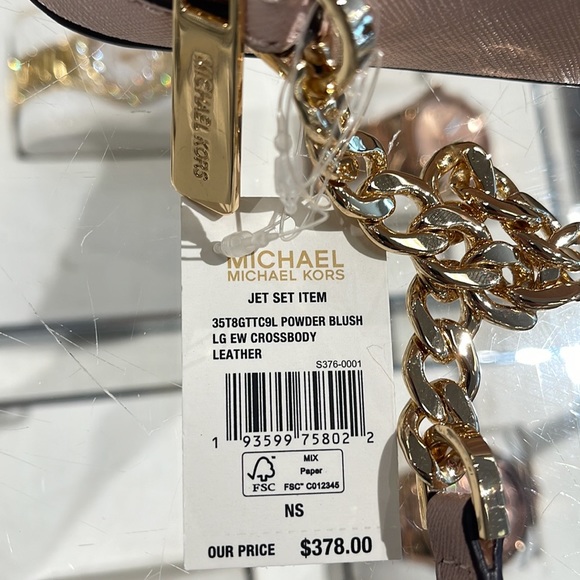 MICHAEL KORS
MICHAEL
MICHAEL KORS
JET SET ITEM
35T8GTTC9L POWDER BLUSH
LG EW CROSSBODY
LEATHER
S376-0001
1 93599 75802 2
FSC
MIX
Paper
FSC™ C012345
NS
OUR PRICE $378.00